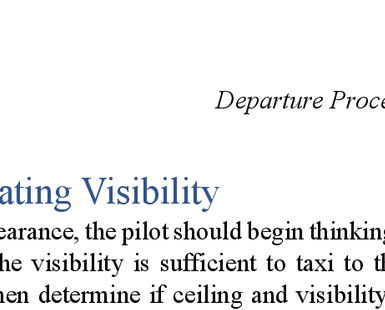 Departure Proce
ating Visibility
earance, the pilot should begin thinking
he visibility is sufficient to taxi to th
hen determine if ceiling and visibility